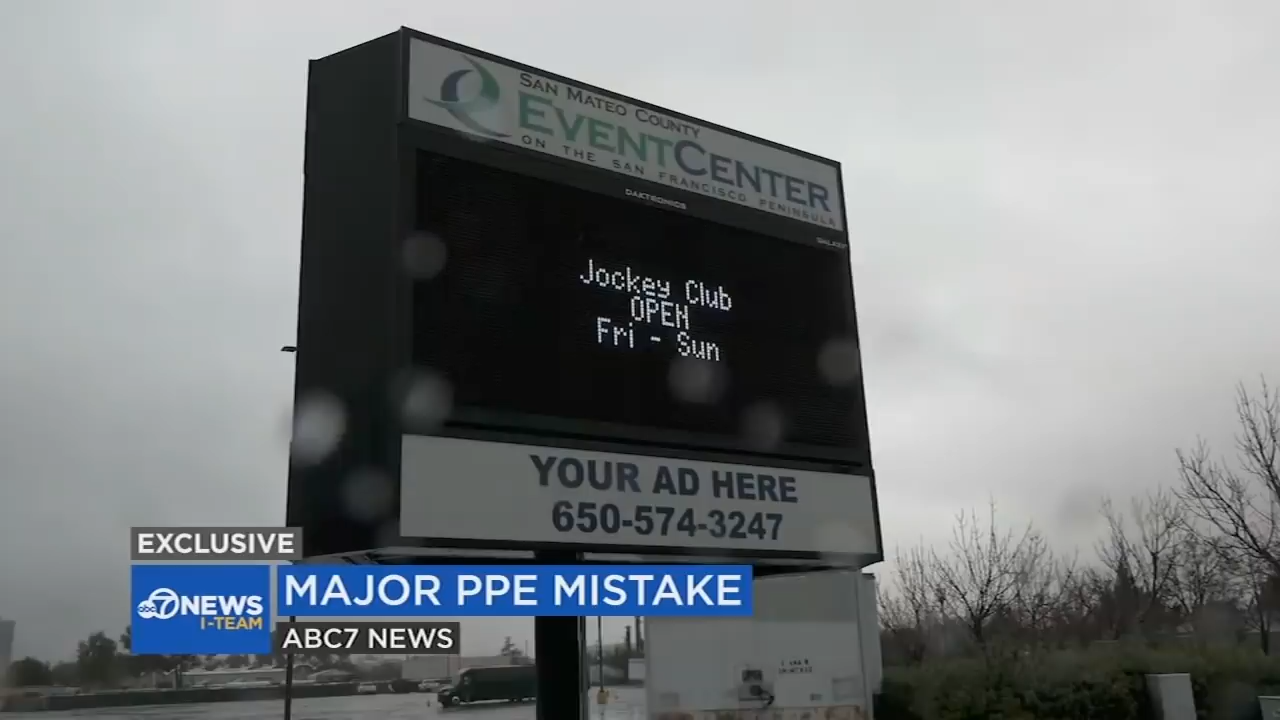 SAN MATEO COUNTY
EVENTCENTER
ON THE SAN FRANCISCO PENINSULA
DAKTRONICS
GALAXY
Jockey Club
OPEN
Fri - Sun
YOUR AD HERE
650-574-3247
EXCLUSIVE
abc7NEWS
I-TEAM
MAJOR PPE MISTAKE
ABC7 NEWS